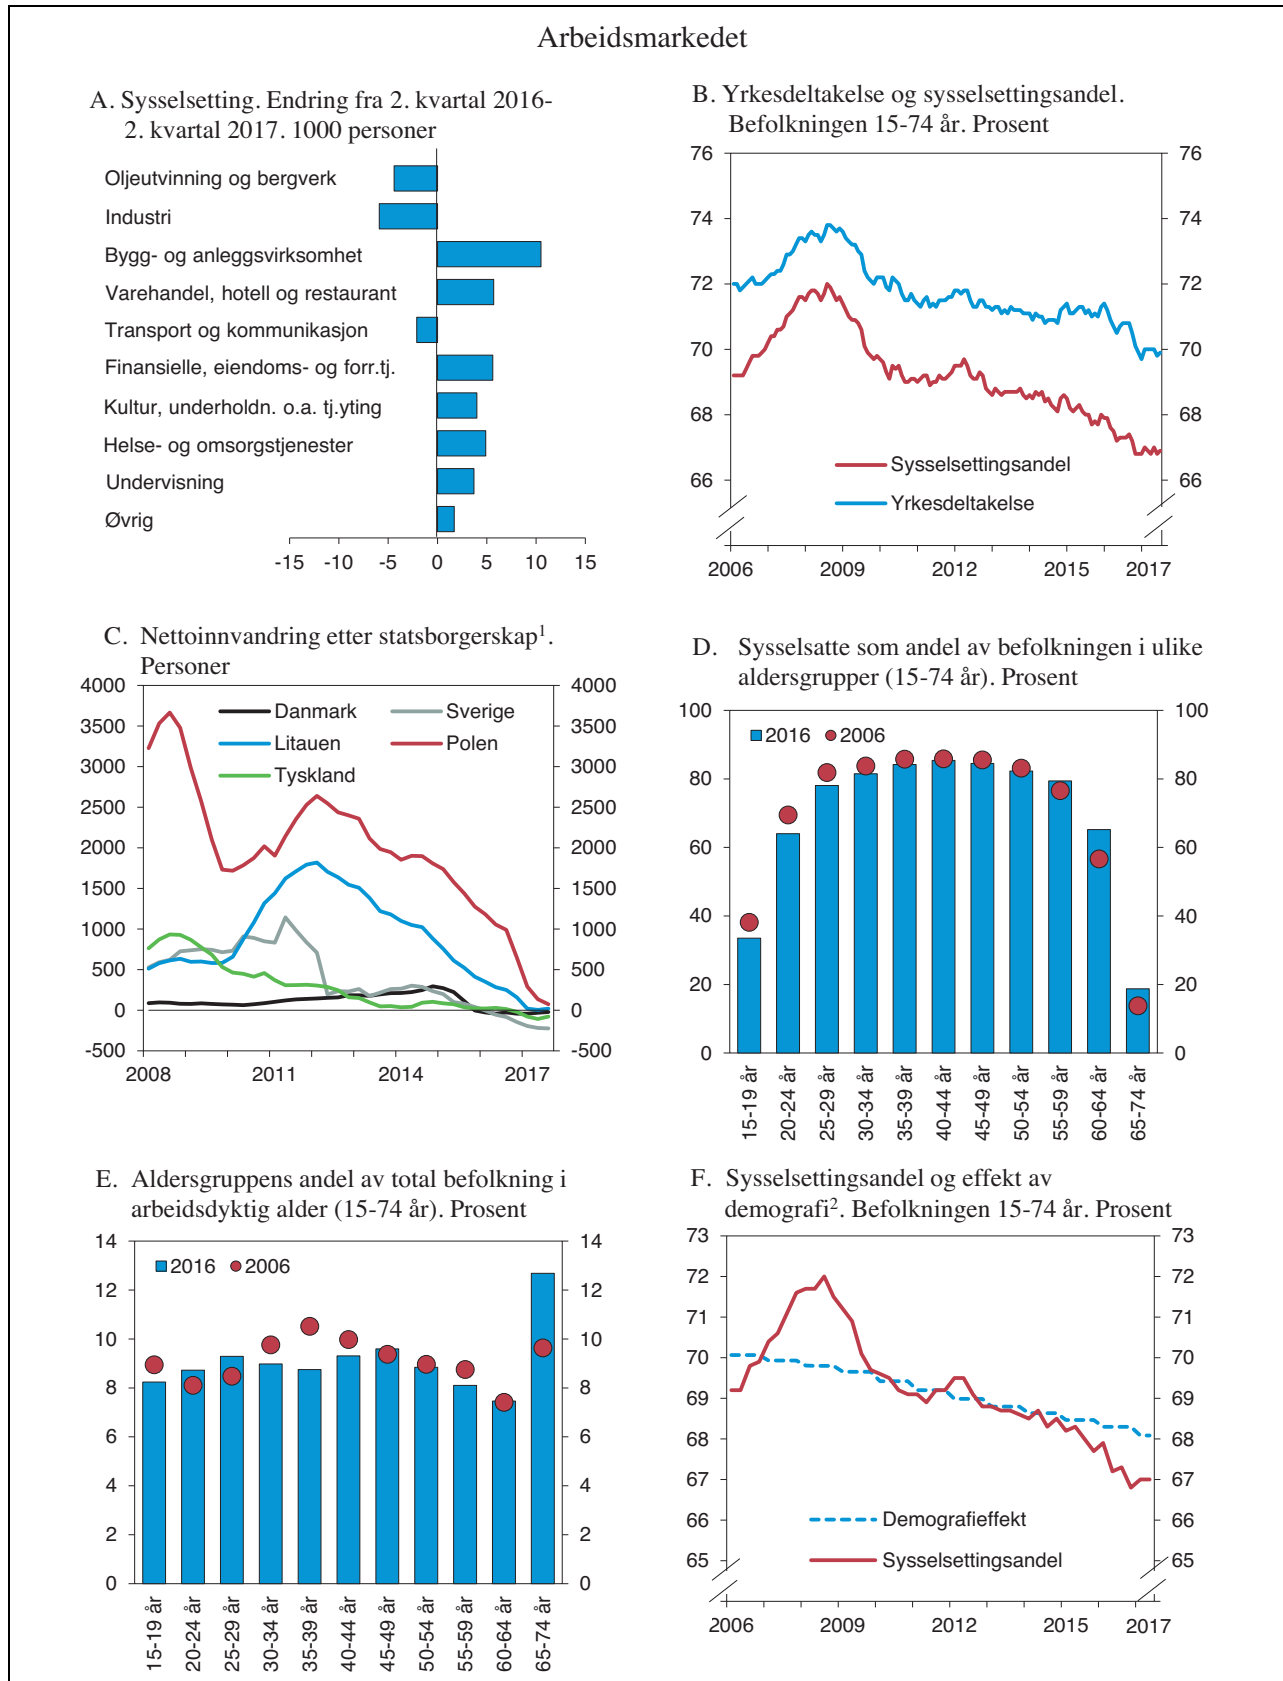 Arbeidsmarkedet
A. Sysselsetting. Endring fra 2. kvartal 2016-
2. kvartal 2017. 1000 personer
Oljeutvinning og bergverk
Industri
Bygg- og anleggsvirksomhet
Varehandel, hotell og restaurant
Transport og kommunikasjon
Finansielle, eiendoms- og forr.tj.
Kultur, underholdn. o.a. tj.yting
Helse- og omsorgstjenester
Undervisning
Øvrig
-15 -10 -5 0 5 10 15
B. Yrkesdeltakelse og sysselsettingsandel.
Befolkningen 15-74 år. Prosent
76 76
74 74
72 72
70 70
68 68
66 66
Sysselsettingsandel
Yrkesdeltakelse
2006 2009 2012 2015 2017
C. Nettoinnvandring etter statsborgerskap1.
Personer
4000 4000
3500 3500
3000 3000
2500 2500
2000 2000
1500 1500
1000 1000
500 500
0 0
-500 -500
Danmark Sverige
Litauen Polen
Tyskland
2008 2011 2014 2017
D. Sysselsatte som andel av befolkningen i ulike
aldersgrupper (15-74 år). Prosent
100 100
80 80
60 60
40 40
20 20
0 0
2016 2006
15-19 år
20-24 år
25-29 år
30-34 år
35-39 år
40-44 år
45-49 år
50-54 år
55-59 år
60-64 år
65-74 år
E. Aldersgruppens andel av total befolkning i
arbeidsdyktig alder (15-74 år). Prosent
14 14
12 12
10 10
8 8
6 6
4 4
2 2
0 0
2016 2006
15-19 år
20-24 år
25-29 år
30-34 år
35-39 år
40-44 år
45-49 år
50-54 år
55-59 år
60-64 år
65-74 år
F. Sysselsettingsandel og effekt av
demografi2. Befolkningen 15-74 år. Prosent
73 73
72 72
71 71
70 70
69 69
68 68
67 67
66 66
65 65
Demografieffekt
Sysselsettingsandel
2006 2009 2012 2015 2017